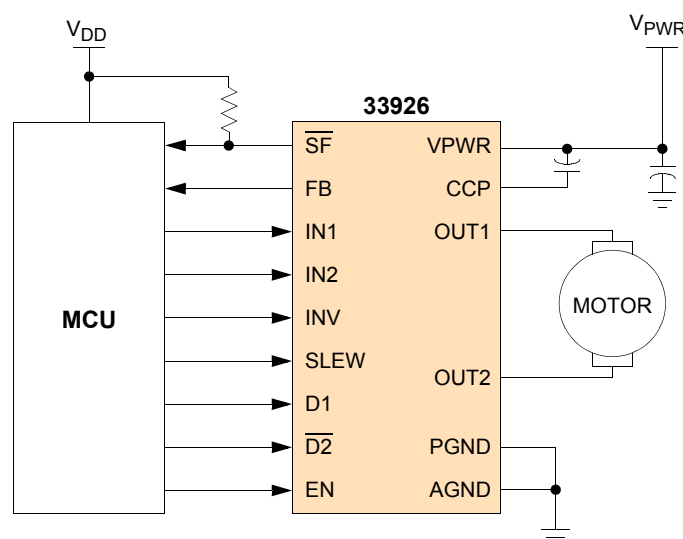 VDD
VPWR
33926
SF VPWR
FB CCP
IN1 OUT1
IN2
MCU
INV
MOTOR
SLEW
OUT2
D1
D2 PGND
EN AGND